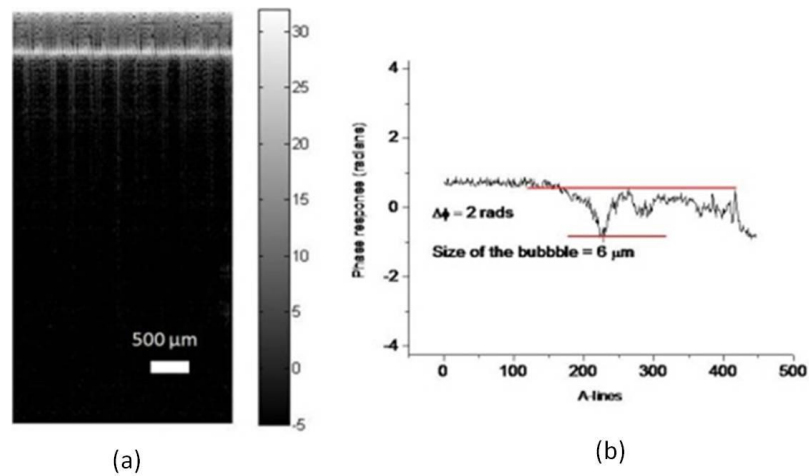 30
25
20
15
10
5
0
-5
500 µm
(a)
4
2
0
-2
-4
Phase response (radians)
Δϕ = 2 rads
Size of the bubbble = 6 µm
0 100 200 300 400 500
A-lines
(b)